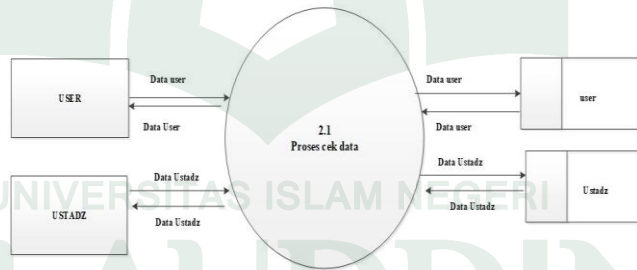 USER
Data user
Data User
USTADZ
Data Ustadz
Data Ustadz
2.1
Proses cek data
Data user
Data user
user
Data Ustadz
Data Ustadz
Ustadz
UNIVERSITAS ISLAM NEGERI
ALAUDDIN